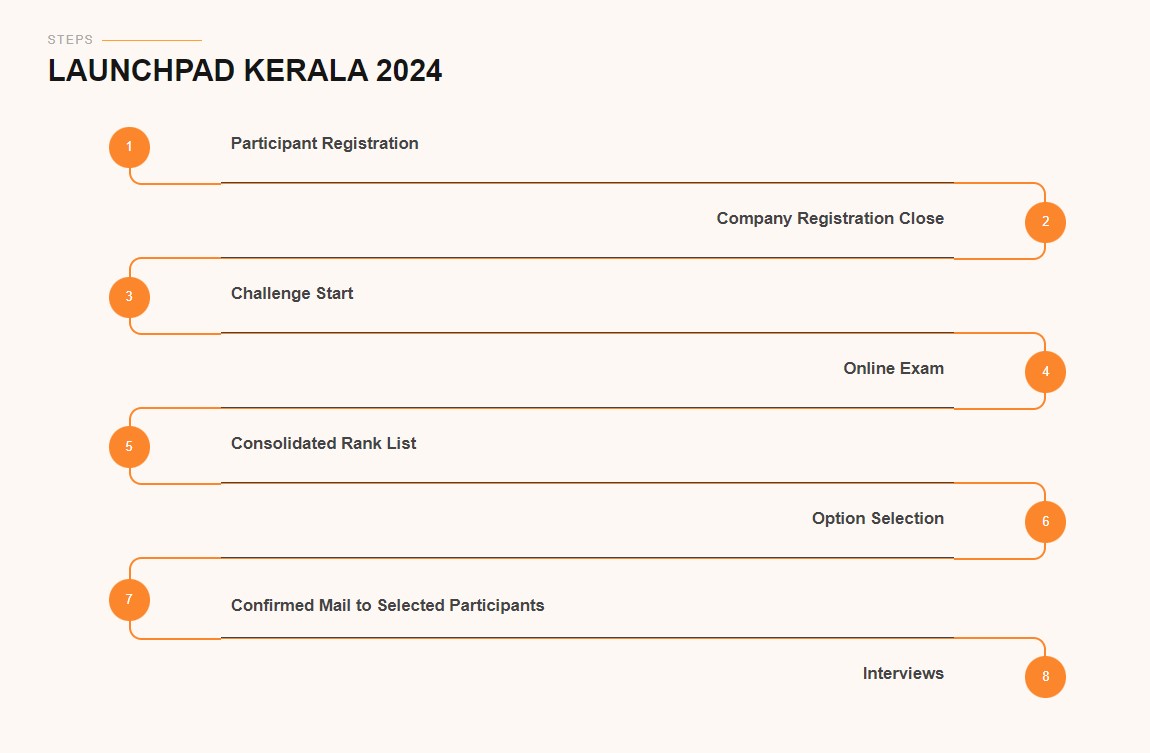 STEPS
LAUNCHPAD KERALA 2024
1
Participant Registration
Company Registration Close
2
3
Challenge Start
Online Exam
4
5
Consolidated Rank List
Option Selection
6
7
Confirmed Mail to Selected Participants
Interviews
8